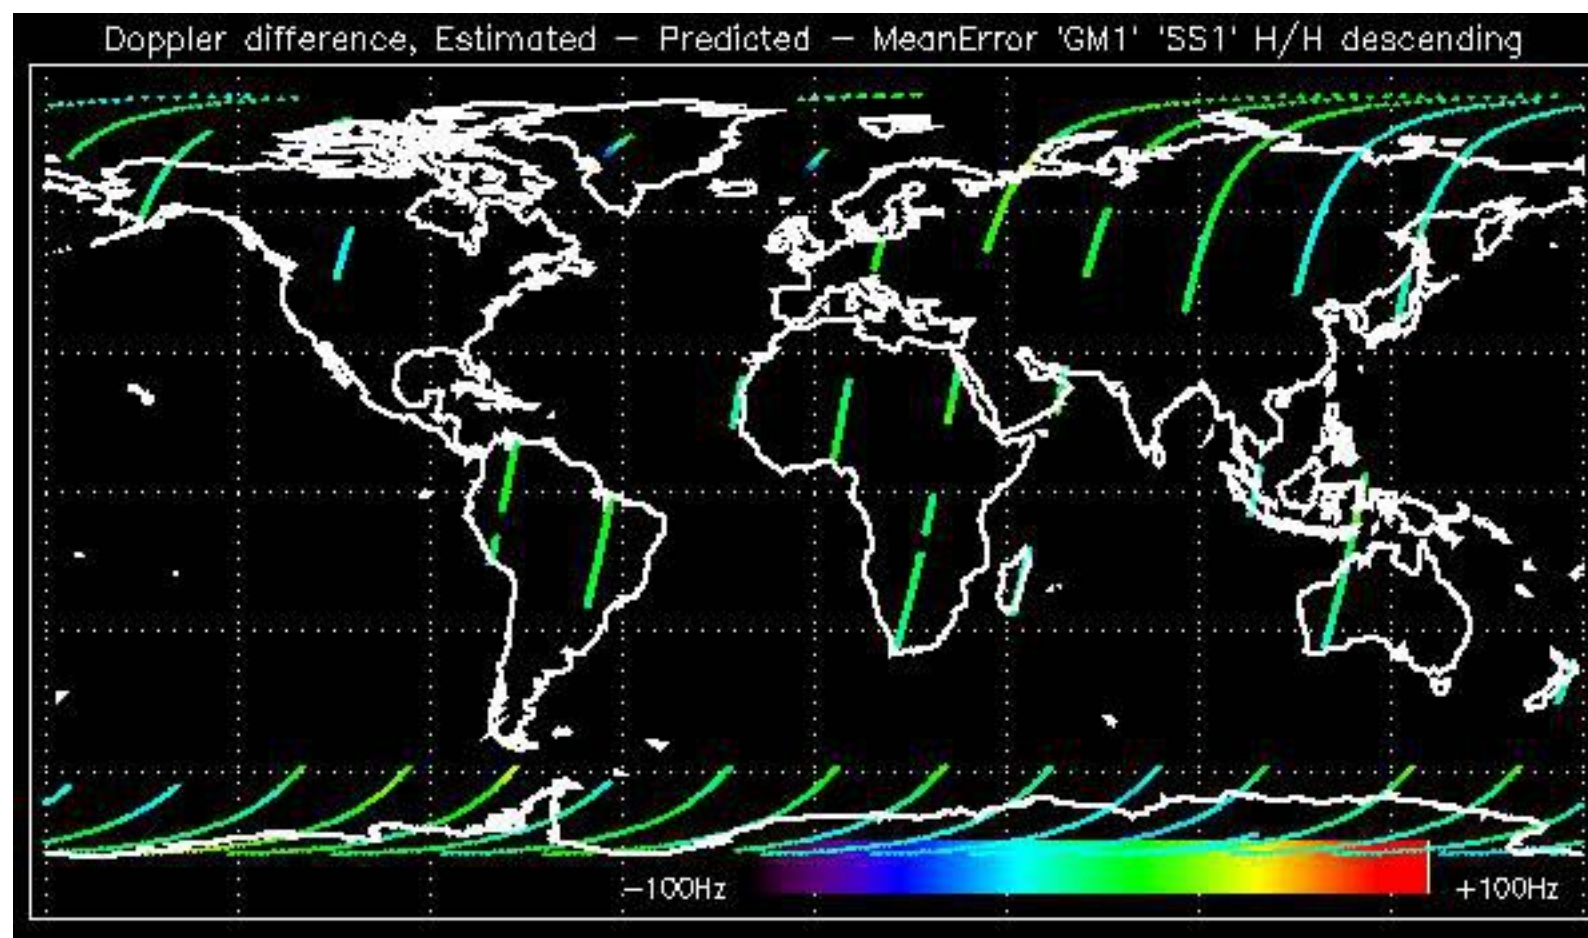 Doppler difference, Estimated – Predicted – MeanError 'GM1' 'SS1' H/H descending
-100Hz +100Hz